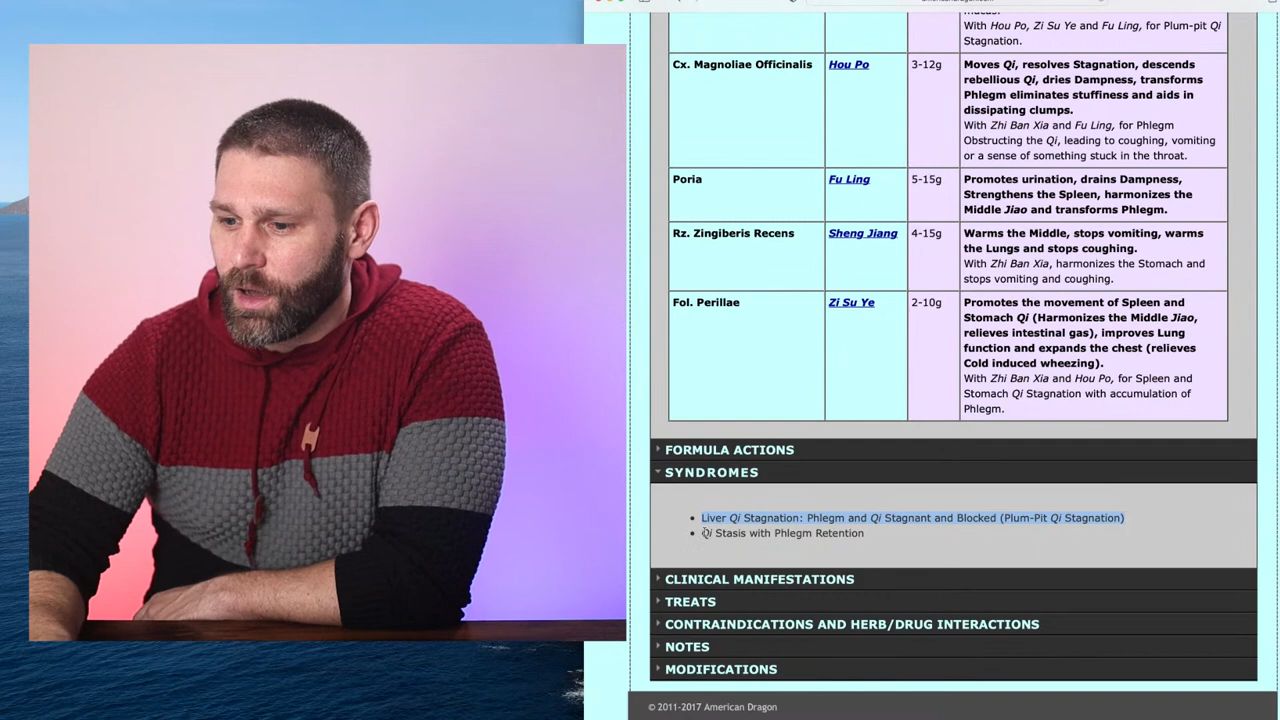 With Hou Po, Zi Su Ye and Fu Ling, for Plum-pit Qi
Stagnation.
Cx. Magnoliae Officinalis
Hou Po
3-12g
Moves Qi, resolves Stagnation, descends
rebellious Qi, dries Dampness, transforms
Phlegm eliminates stuffiness and aids in
dissipating clumps.
With Zhi Ban Xia and Fu Ling, for Phlegm
Obstructing the Qi, leading to coughing, vomiting
or a sense of something stuck in the throat.
Poria
Fu Ling
5-15g
Promotes urination, drains Dampness,
Strengthens the Spleen, harmonizes the
Middle Jiao and transforms Phlegm.
Rz. Zingiberis Recens
Sheng Jiang
4-15g
Warms the Middle, stops vomiting, warms
the Lungs and stops coughing.
With Zhi Ban Xia, harmonizes the Stomach and
stops vomiting and coughing.
Fol. Perillae
Zi Su Ye
2-10g
Promotes the movement of Spleen and
Stomach Qi (Harmonizes the Middle Jiao,
relieves intestinal gas), improves Lung
function and expands the chest (relieves
Cold induced wheezing).
With Zhi Ban Xia and Hou Po, for Spleen and
Stomach Qi Stagnation with accumulation of
Phlegm.
FORMULA ACTIONS
SYNDROMES
• Liver Qi Stagnation: Phlegm and Qi Stagnant and Blocked (Plum-Pit Qi Stagnation)
• Qi Stasis with Phlegm Retention
CLINICAL MANIFESTATIONS
TREATS
CONTRAINDICATIONS AND HERB/DRUG INTERACTIONS
NOTES
MODIFICATIONS
© 2011-2017 American Dragon